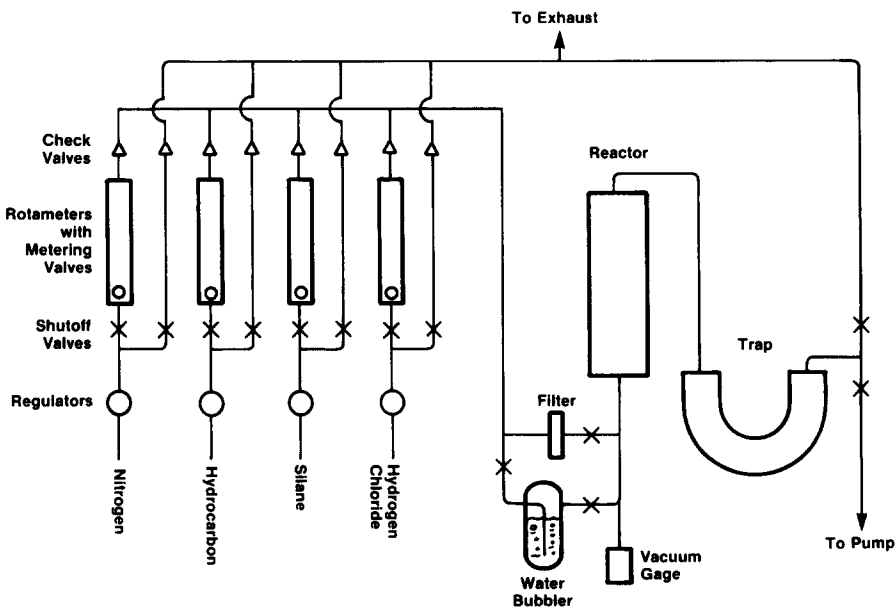 To Exhaust
Check
Valves
Reactor
Rotameters
with
Metering
Valves
Shutoff
Valves
Trap
Regulators
Filter
Nitrogen
Hydrocarbon
Silane
Hydrogen
Chloride
Water
Bubbler
Vacuum
Gage
To Pump